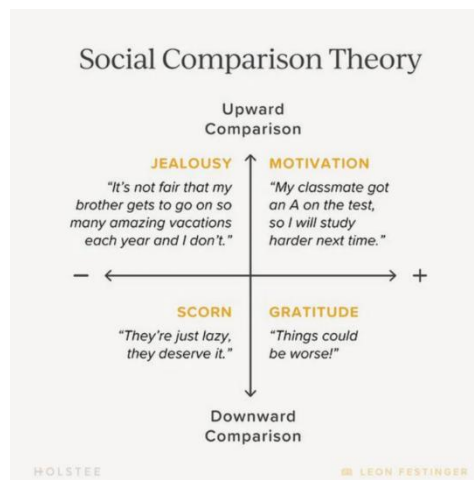 Social Comparison Theory
Upward
Comparison
JEALOUSY
"It's not fair that my
brother gets to go on so
many amazing vacations
each year and I don't."
MOTIVATION
"My classmate got
an A on the test,
so I will study
harder next time."
− +
SCORN
"They're just lazy,
they deserve it."
GRATITUDE
"Things could
be worse!"
Downward
Comparison
HOLSTEE
LEON FESTINGER